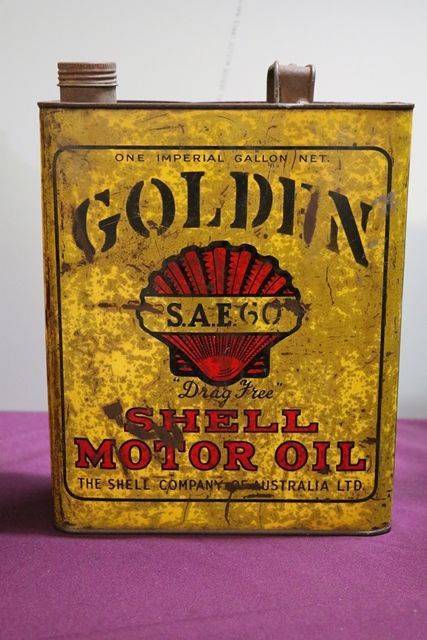 ONE IMPERIAL GALLON NET.
GOLDEN
S.A.E.60
"Drag Free"
SHELL
MOTOR OIL
THE SHELL COMPANY OF AUSTRALIA LTD.